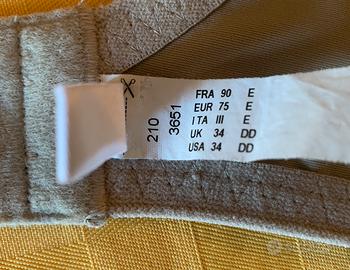 FRA 90 E
EUR 75 E
ITA III E
UK 34 DD
USA 34 DD
210
3651